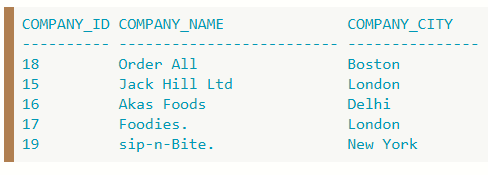 COMPANY_ID COMPANY_NAME COMPANY_CITY
---------- ------------------------- ---------------
18 Order All Boston
15 Jack Hill Ltd London
16 Akas Foods Delhi
17 Foodies. London
19 sip-n-Bite. New York